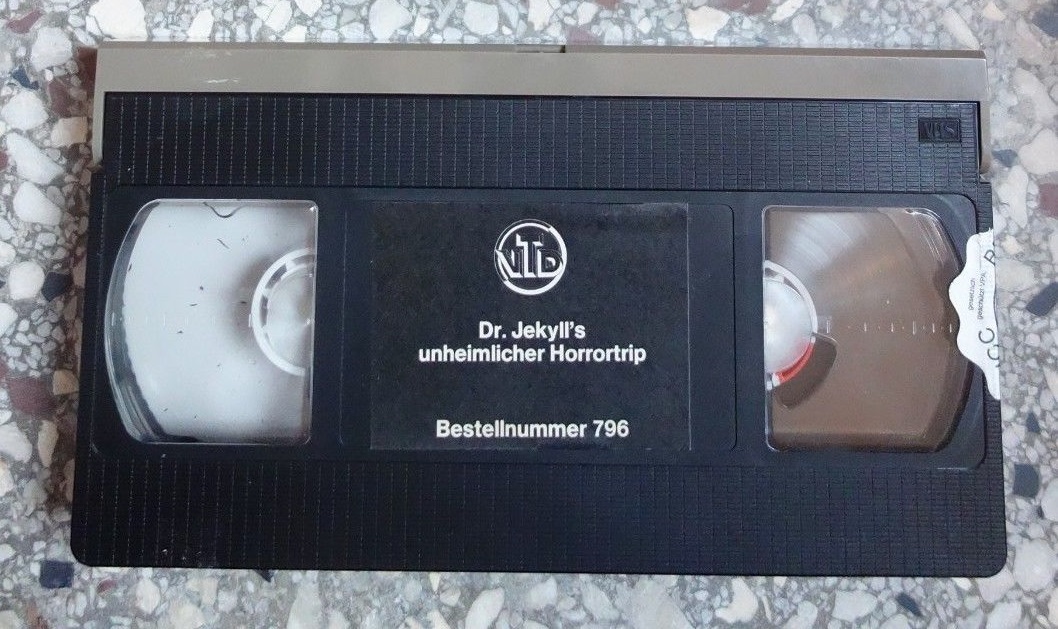 VHS
VTD
Dr. Jekyll's
unheimlicher Horrortrip
Bestellnummer 796